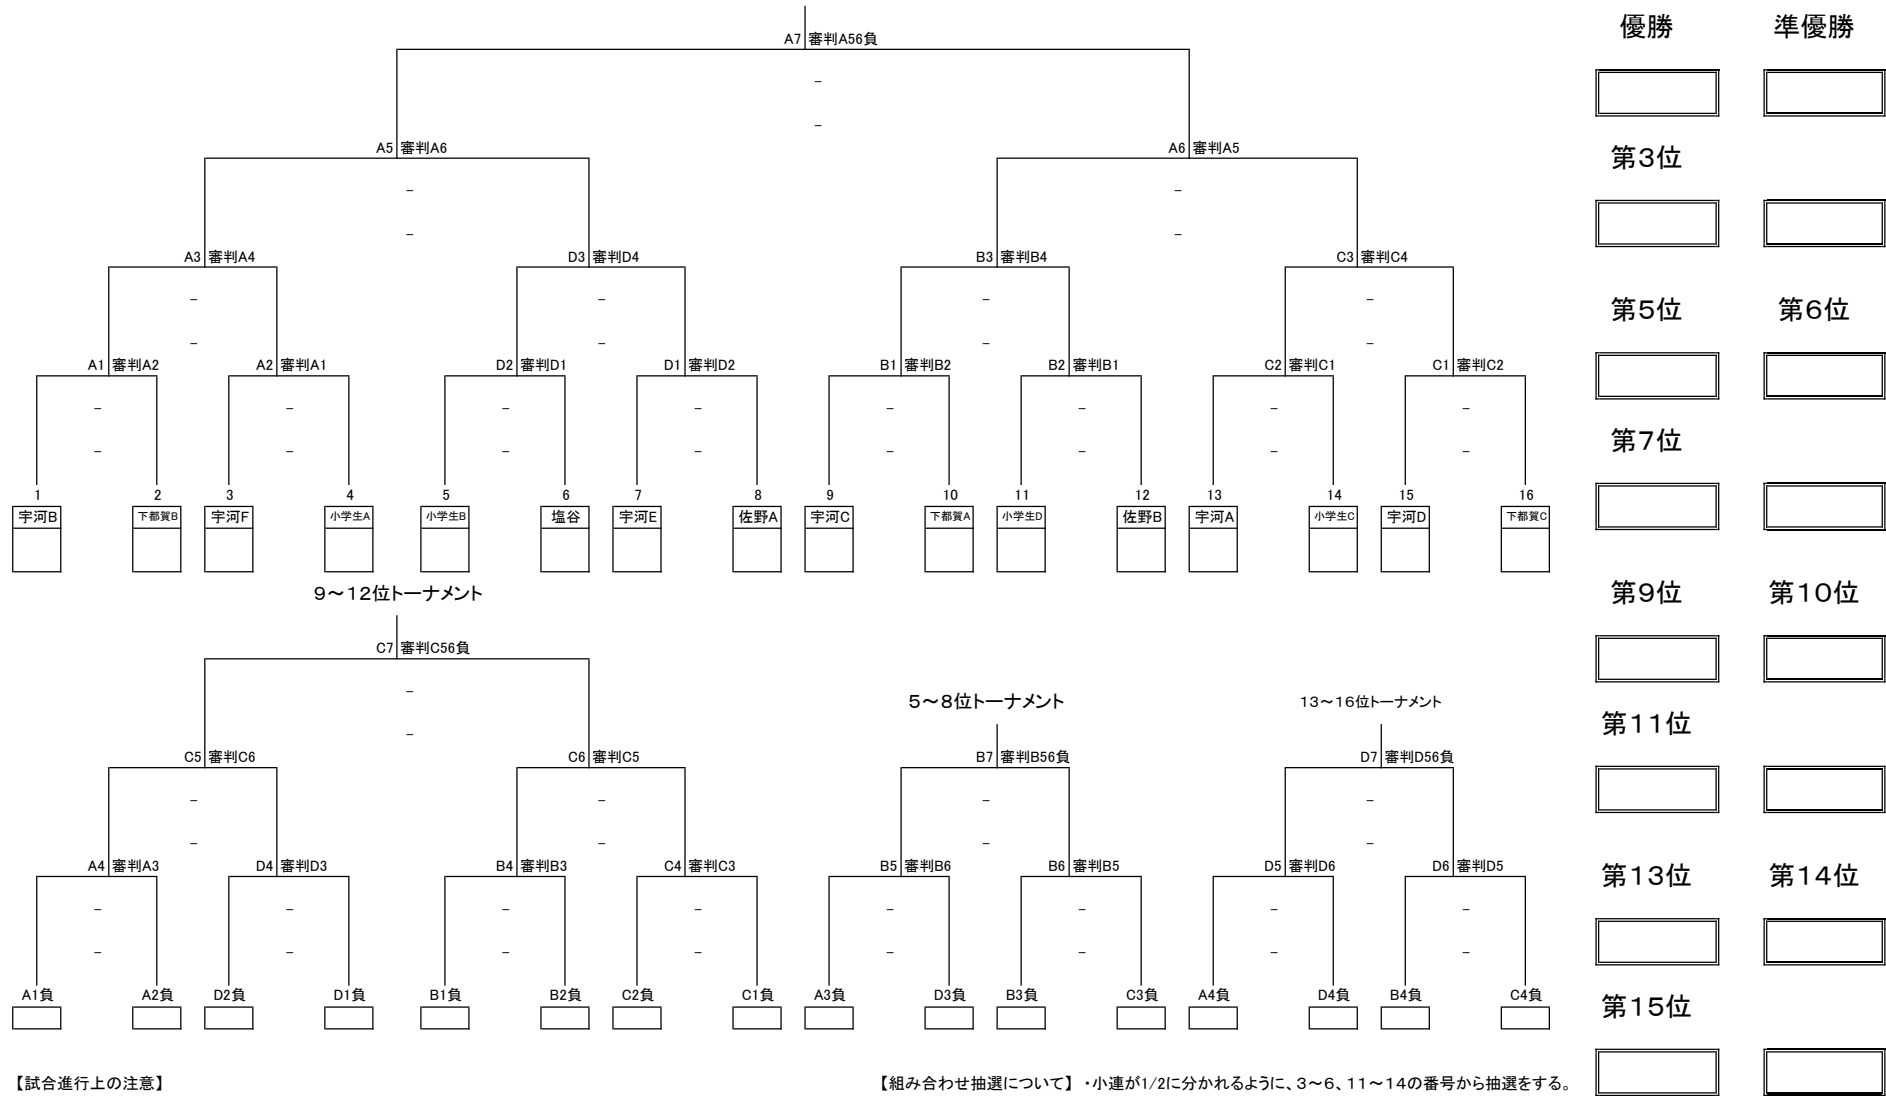 優勝 準優勝
A7 審判A56負
－
－
A5 審判A6 A6 審判A5
第3位
－ －
－ －
A3 審判A4 D3 審判D4 B3 審判B4 C3 審判C4
－ － － －
第5位 第6位
－ － － －
A1 審判A2 A2 審判A1 D2 審判D1 D1 審判D2 B1 審判B2 B2 審判B1 C2 審判C1 C1 審判C2
－ － － － － － － －
第7位
－ － － － － － － －
1 2 3 4 5 6 7 8 9 10 11 12 13 14 15 16
宇河B 下都賀B 宇河F 小学生A 小学生B 塩谷 宇河E 佐野A 宇河C 下都賀A 小学生D 佐野B 宇河A 小学生C 宇河D 下都賀C
9～12位トーナメント
第9位 第10位
C7 審判C56負
－
5～8位トーナメント 13～16位トーナメント
第11位
－
C5 審判C6 C6 審判C5 B7 審判B56負 D7 審判D56負
－ － － －
－ － － －
A4 審判A3 D4 審判D3 B4 審判B3 C4 審判C3 B5 審判B6 B6 審判B5 D5 審判D6 D6 審判D5
第13位 第14位
－ － － － － － － －
－ － － － － － － －
A1負 A2負 D2負 D1負 B1負 B2負 C2負 C1負 A3負 D3負 B3負 C3負 A4負 D4負 B4負 C4負
第15位
【試合進行上の注意】 【組み合わせ抽選について】 ・小連が1/2に分かれるように、3～6、11～14の番号から抽選をする。